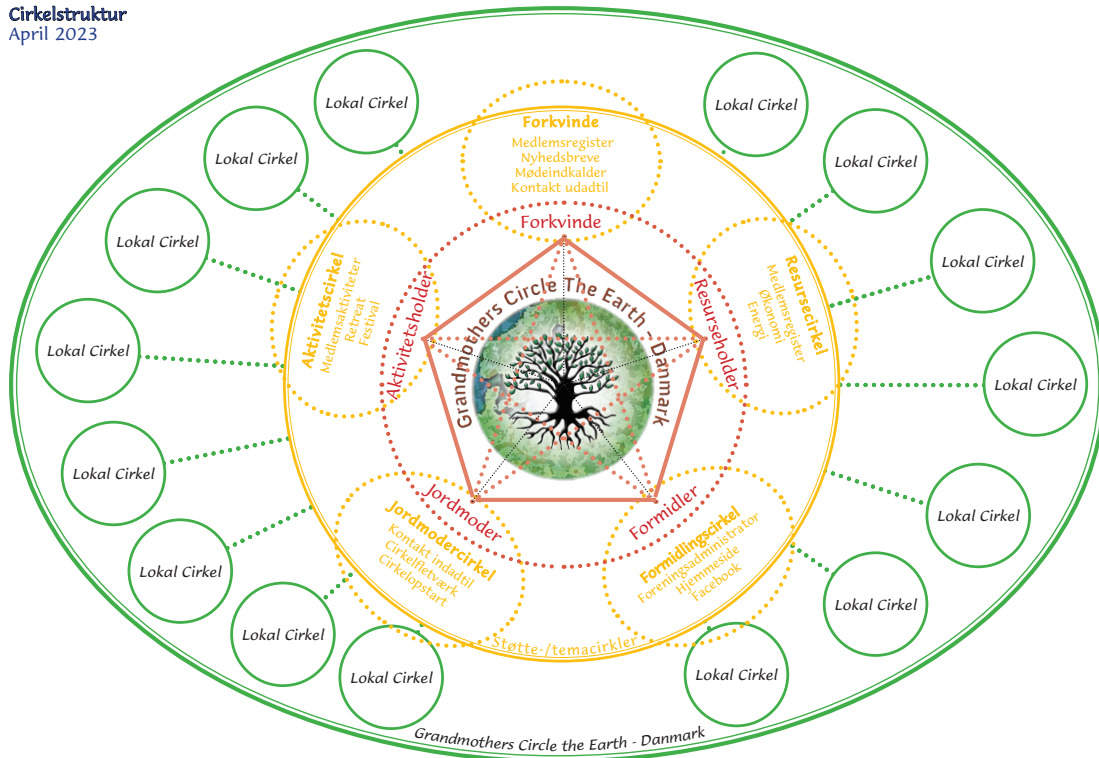 Cirkelstruktur
April 2023
Lokal Cirkel
Lokal Cirkel
Lokal Cirkel
Lokal Cirkel
Lokal Cirkel
Lokal Cirkel
Lokal Cirkel
Lokal Cirkel
Forkvinde
Medlemsregister
Nyhedsbreve
Mødeindkalder
Kontakt udadtil
Forkvinde
Aktivitetscirkel
Medlemsaktiviteter
Retreat
Festival
Aktivitetsholder
Grandmothers Circle The Earth - Danmark
Resurseholder
Resursecirkel
Medlemsregister
Økonomi
Energi
Jordmoder
Jordmodercirkel
Kontakt indadtil
Cirkelfletværk
Cirkelopstart
Formidler
Formidlingscirkel
Foreningsadministrator
Hjemmeside
Facebook
Støtte-/temacirkler
Lokal Cirkel
Lokal Cirkel
Lokal Cirkel
Lokal Cirkel
Lokal Cirkel
Lokal Cirkel
Lokal Cirkel
Grandmothers Circle the Earth - Danmark